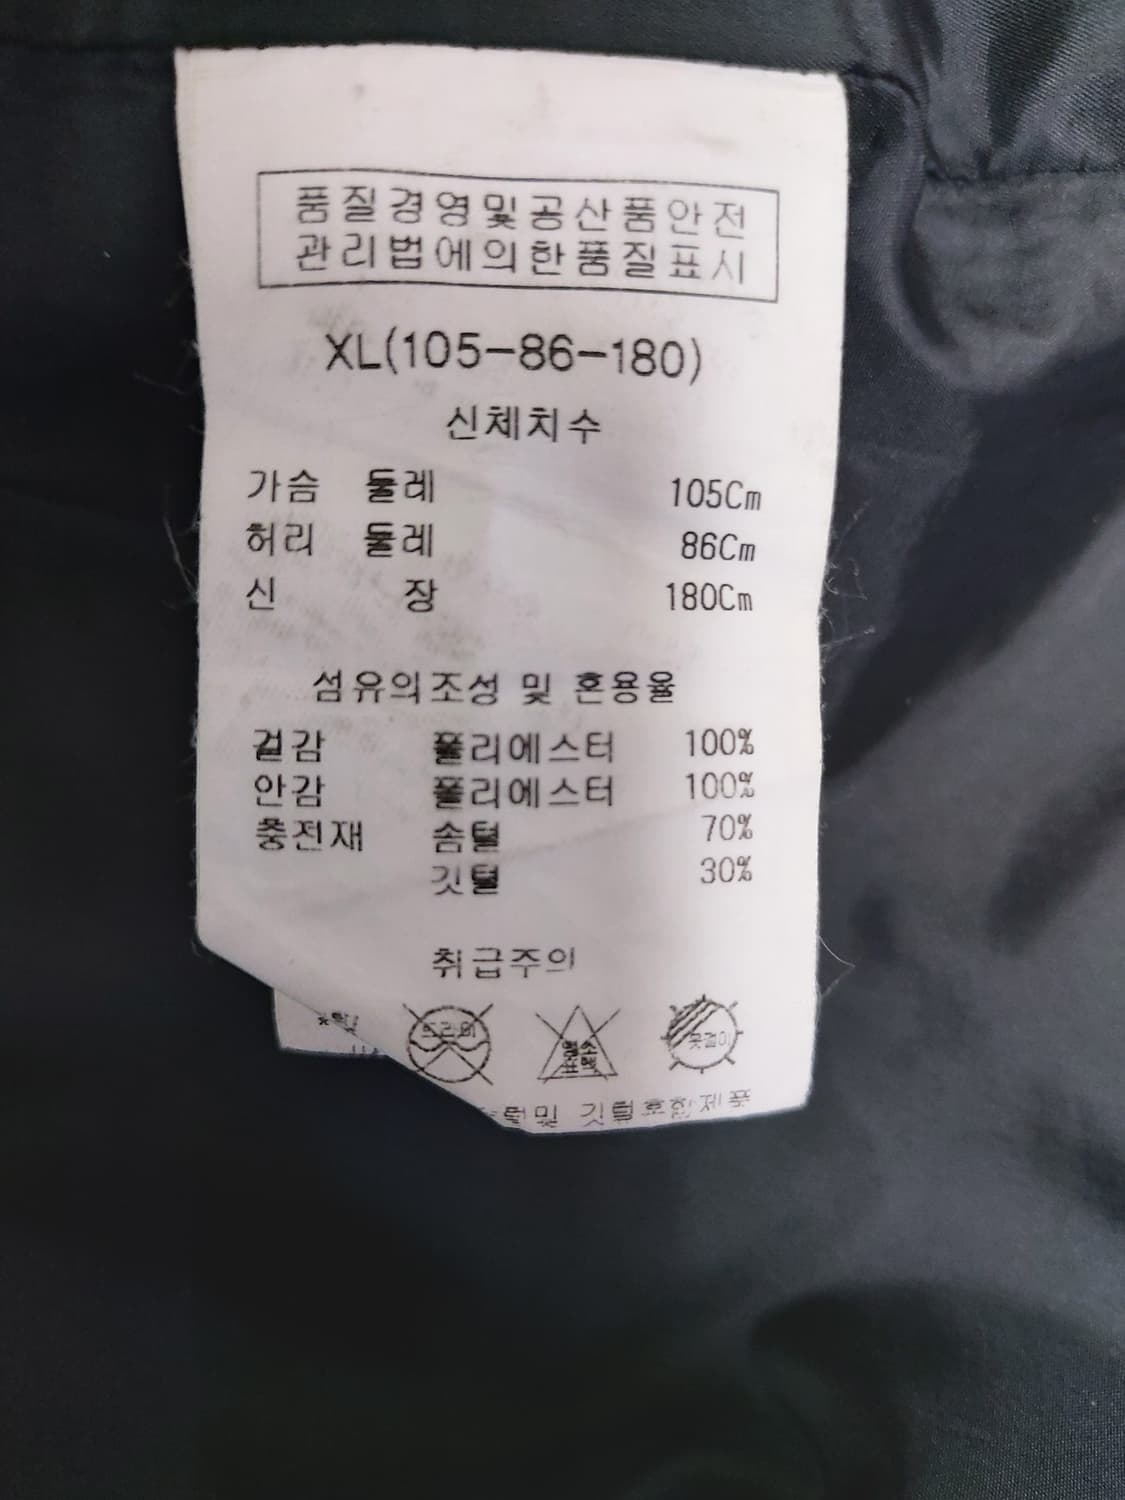 품질경영및공산품안전
관리법에의한품질표시
XL(105-86-180)
신체치수
가슴 둘레 105Cm
허리 둘레 86Cm
신 장 180Cm
섬유의조성 및 혼용율
겉감 폴리에스터 100%
안감 폴리에스터 100%
충전재 솜털 70%
깃털 30%
취급주의
드라이 염소 표백 옷걸이
털및 깃털혼합제품